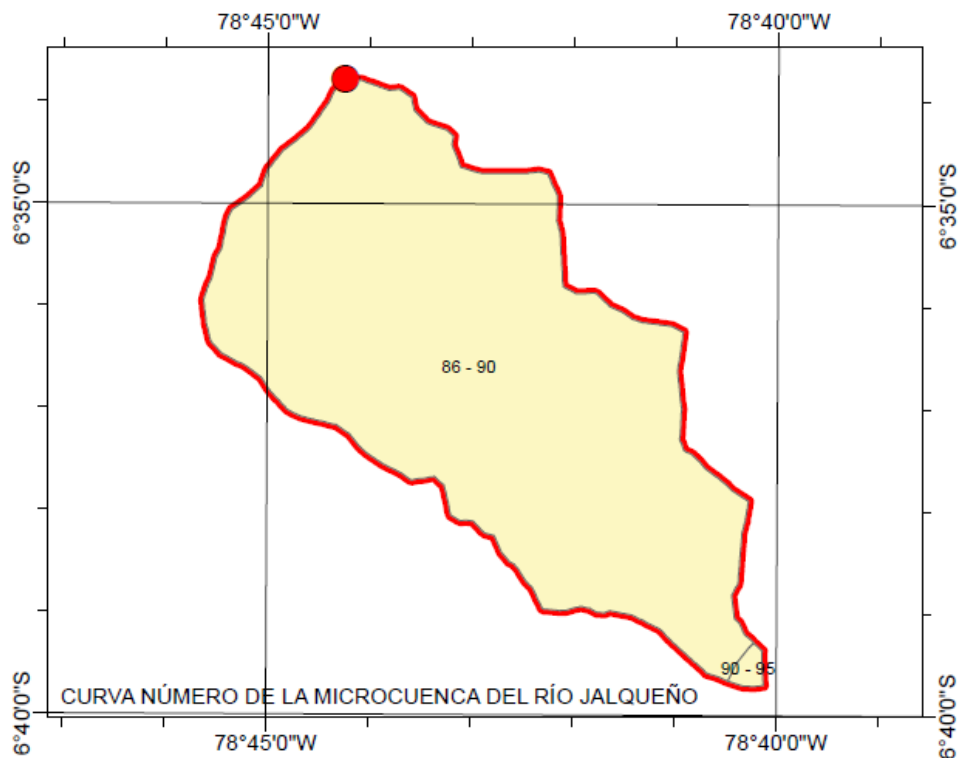 78°45'0"W 78°40'0"W
6°35'0"S 6°35'0"S
86 - 90
90 - 95
CURVA NÚMERO DE LA MICROCUENCA DEL RÍO JALQUEÑO
6°40'0"S 6°40'0"S
78°45'0"W 78°40'0"W